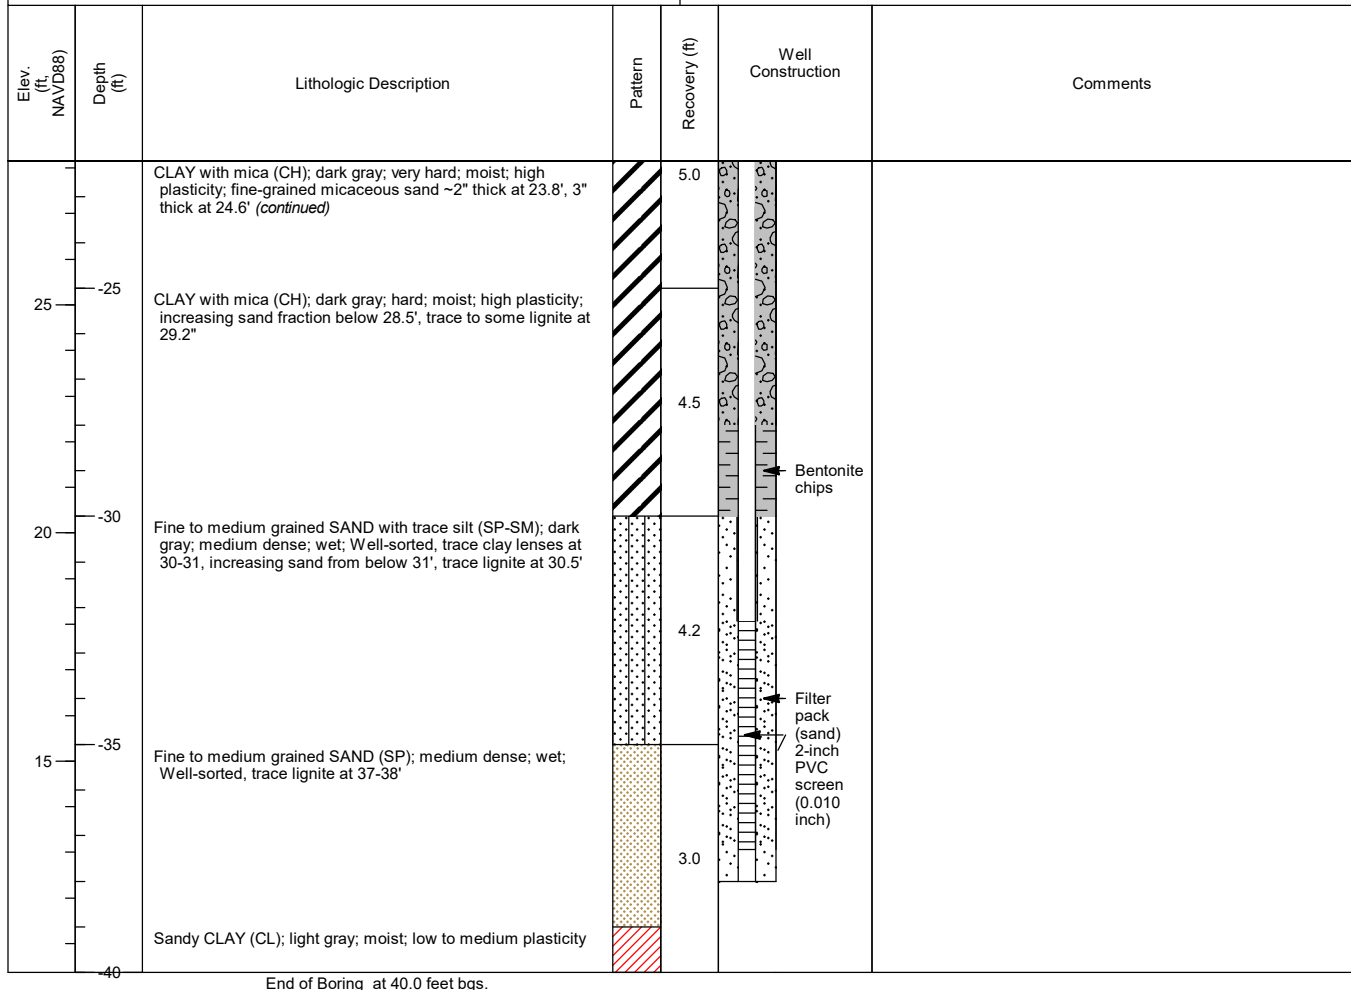 Elev.
(ft,
NAVD88)
Depth
(ft)
Lithologic Description
Pattern
Recovery (ft)
Well
Construction
Comments
CLAY with mica (CH); dark gray; very hard; moist; high
plasticity; fine-grained micaceous sand ~2" thick at 23.8', 3"
thick at 24.6' (continued)
5.0
-25
25
CLAY with mica (CH); dark gray; hard; moist; high plasticity;
increasing sand fraction below 28.5', trace to some lignite at
29.2"
4.5
Bentonite
chips
-30
20
Fine to medium grained SAND with trace silt (SP-SM); dark
gray; medium dense; wet; Well-sorted, trace clay lenses at
30-31, increasing sand from below 31', trace lignite at 30.5'
4.2
Filter
pack
(sand)
2-inch
PVC
screen
(0.010
inch)
-35
15
Fine to medium grained SAND (SP); medium dense; wet;
Well-sorted, trace lignite at 37-38'
3.0
Sandy CLAY (CL); light gray; moist; low to medium plasticity
-40
End of Boring at 40.0 feet bgs.